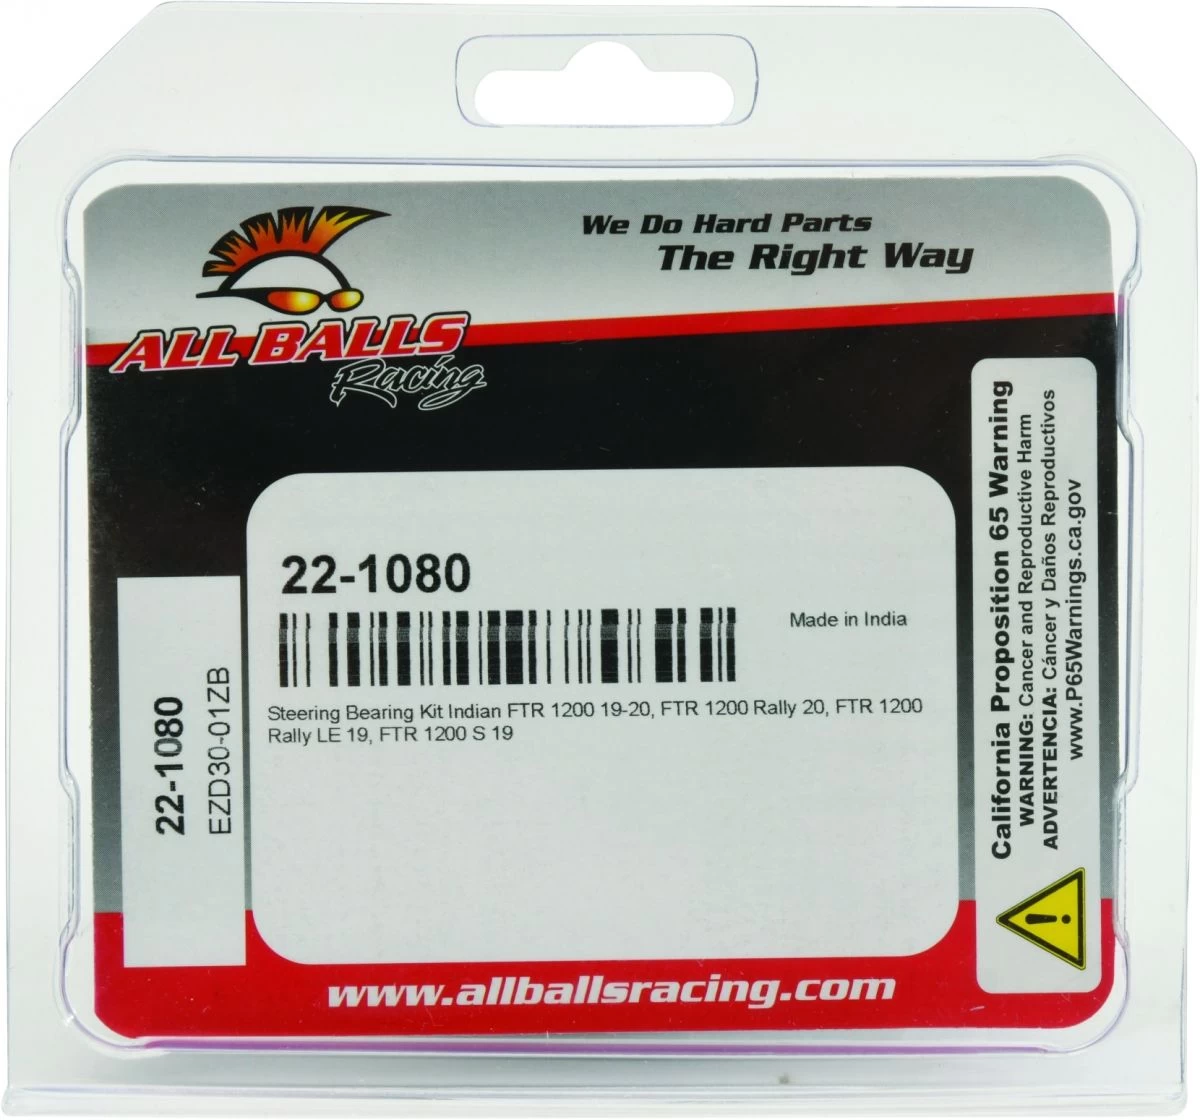 We Do Hard Parts
The Right Way
ALL BALLS
Racing
22-1080
Made in India
Steering Bearing Kit Indian FTR 1200 19-20, FTR 1200 Rally 20, FTR 1200
Rally LE 19, FTR 1200 S 19
22-1080
EZD30-01ZB
California Proposition 65 Warning
WARNING: Cancer and Reproductive Harm
ADVERTENCIA: Cáncer y Daños Reproductivos
www.P65Warnings.ca.gov
www.allballsracing.com